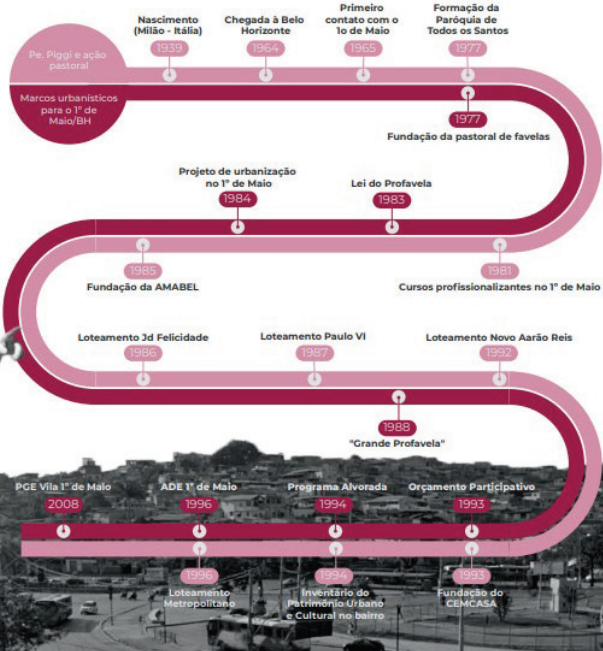 Pe. Piggi e ação
pastoral
Marcos urbanísticos
para o 1º de
Maio/BH
Nascimento
(Milão - Itália)
1939
Chegada à Belo
Horizonte
1964
Primeiro
contato com o
1o de Maio
1965
Formação da
Paróquia de
Todos os Santos
1977
1977
Fundação da pastoral de favelas
Projeto de urbanização
no 1º de Maio
1984
Lei do Profavela
1983
1985
Fundação da AMABEL
1981
Cursos profissionalizantes no 1º de Maio
Loteamento Jd Felicidade
1986
Loteamento Paulo VI
1987
Loteamento Novo Aarão Reis
1992
1988
"Grande Profavela"
PGE Vila 1º de Maio
2008
ADE 1º de Maio
1996
Programa Alvorada
1994
Orçamento Participativo
1993
1996
Loteamento
Metropolitano
1994
Inventário do
Patrimônio Urbano
e Cultural no bairro
1993
Fundação do
CEMCASA